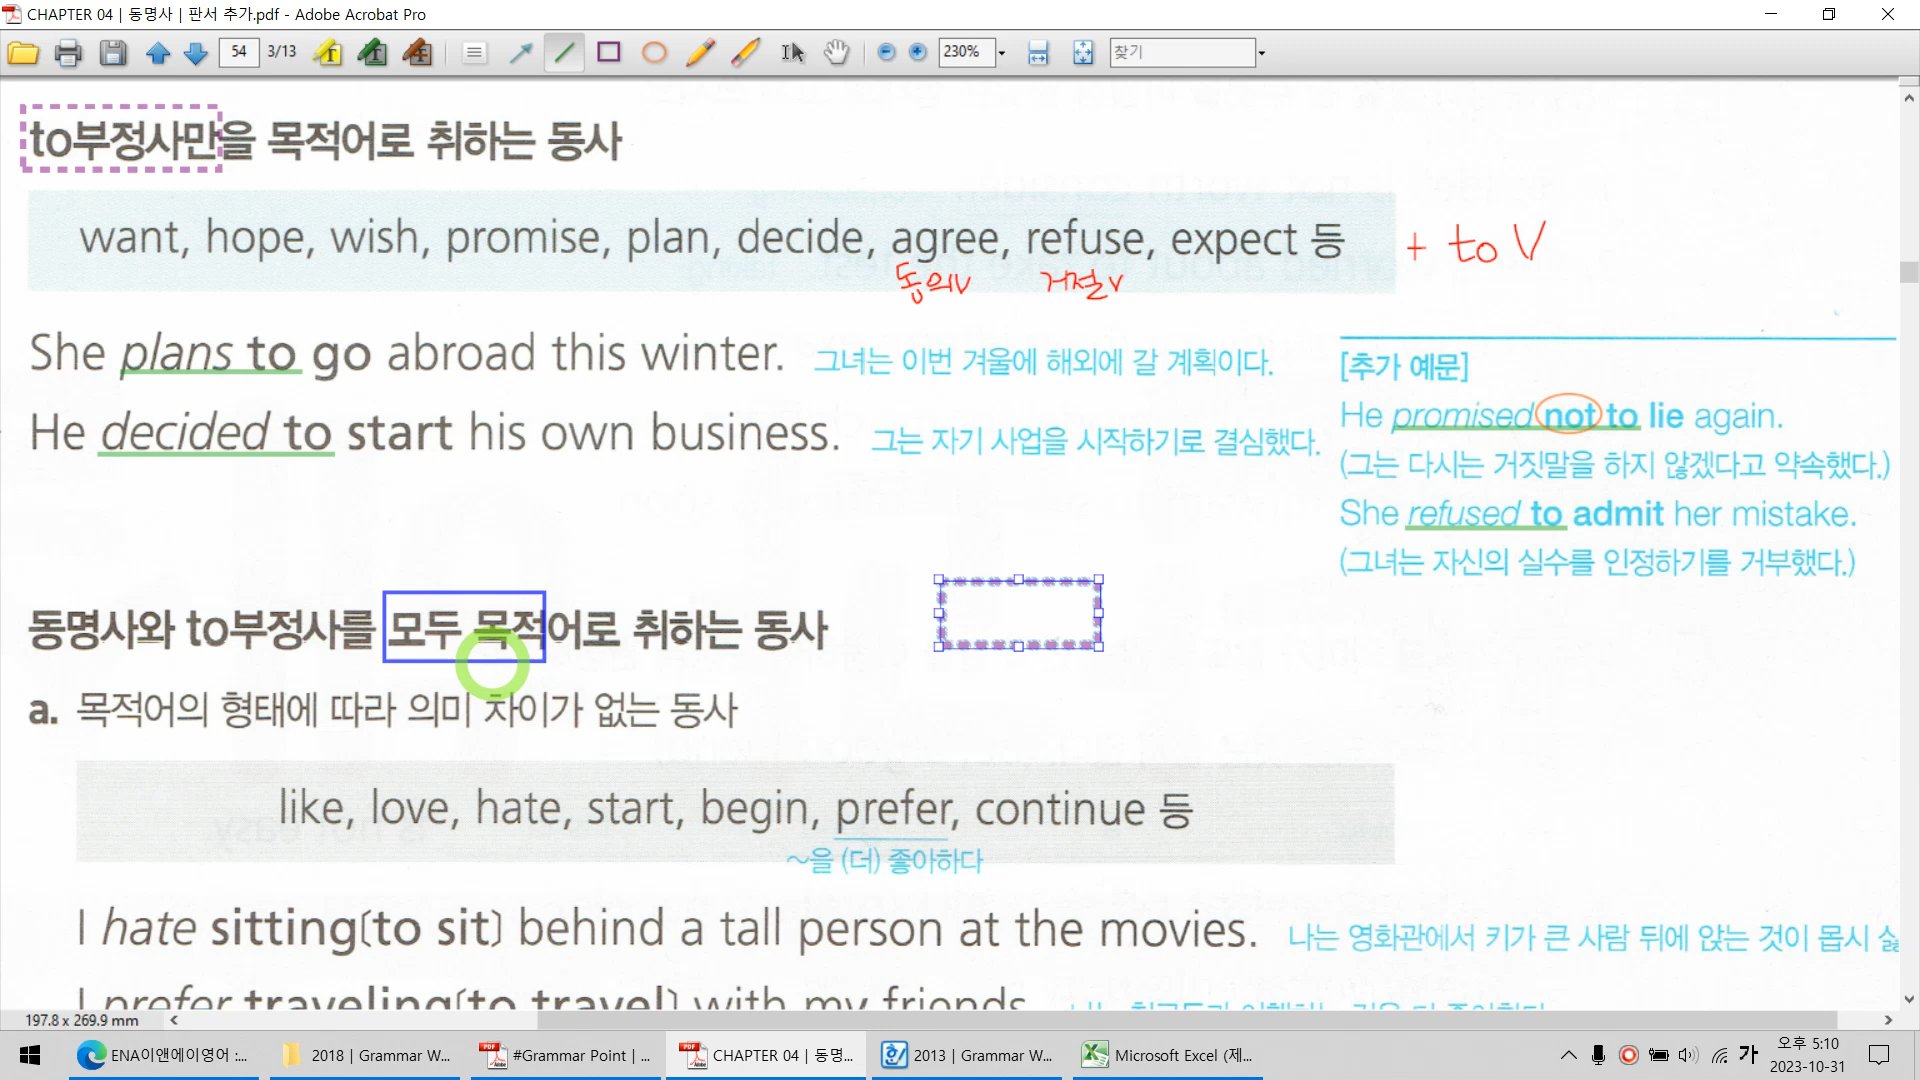 CHAPTER 04 | 동명사 | 판서 추가.pdf - Adobe Acrobat Pro
54 3/13 230% 찾기
to부정사만을 목적어로 취하는 동사
want, hope, wish, promise, plan, decide, agree, refuse, expect 등 + to V
동의V 거절V
She plans to go abroad this winter. 그녀는 이번 겨울에 해외에 갈 계획이다.
He decided to start his own business. 그는 자기 사업을 시작하기로 결심했다.
[추가 예문]
He promised not to lie again.
(그는 다시는 거짓말을 하지 않겠다고 약속했다.)
She refused to admit her mistake.
(그녀는 자신의 실수를 인정하기를 거부했다.)
동명사와 to부정사를 모두 목적어로 취하는 동사
a. 목적어의 형태에 따라 의미 차이가 없는 동사
like, love, hate, start, begin, prefer, continue 등
~을 (더) 좋아하다
I hate sitting(to sit) behind a tall person at the movies. 나는 영화관에서 키가 큰 사람 뒤에 앉는 것이 몹시 싫
I prefer traveling(to travel) with my friends.
197.8 x 269.9 mm
ENA이앤에이영어 :... 2018 | Grammar W... #Grammar Point | ... CHAPTER 04 | 동명... 2013 | Grammar W... Microsoft Excel (제... 가 오후 5:10
2023-10-31